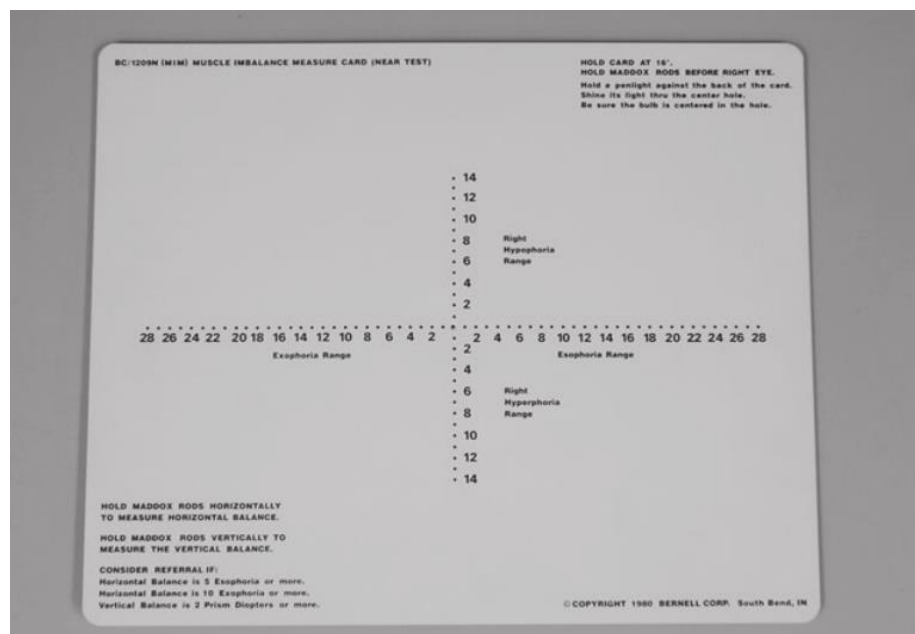 BC/1209N (MIM) MUSCLE IMBALANCE MEASURE CARD (NEAR TEST)
HOLD CARD AT 16".
HOLD MADDOX RODS BEFORE RIGHT EYE.
Hold a penlight against the back of the card.
Shine its light thru the center hole.
Be sure the bulb is centered in the hole.
14
12
10
8 Right
Hypophoria
6 Range
4
2
28 26 24 22 20 18 16 14 12 10 8 6 4 2 2 4 6 8 10 12 14 16 18 20 22 24 26 28
2
Exophoria Range Esophoria Range
4
6 Right
Hyperphoria
8 Range
10
12
14
HOLD MADDOX RODS HORIZONTALLY
TO MEASURE HORIZONTAL BALANCE.
HOLD MADDOX RODS VERTICALLY TO
MEASURE THE VERTICAL BALANCE.
CONSIDER REFERRAL IF:
Horizontal Balance is 5 Esophoria or more.
Horizontal Balance is 10 Exophoria or more.
Vertical Balance is 2 Prism Diopters or more.
© COPYRIGHT 1980 BERNELL CORP. South Bend, IN